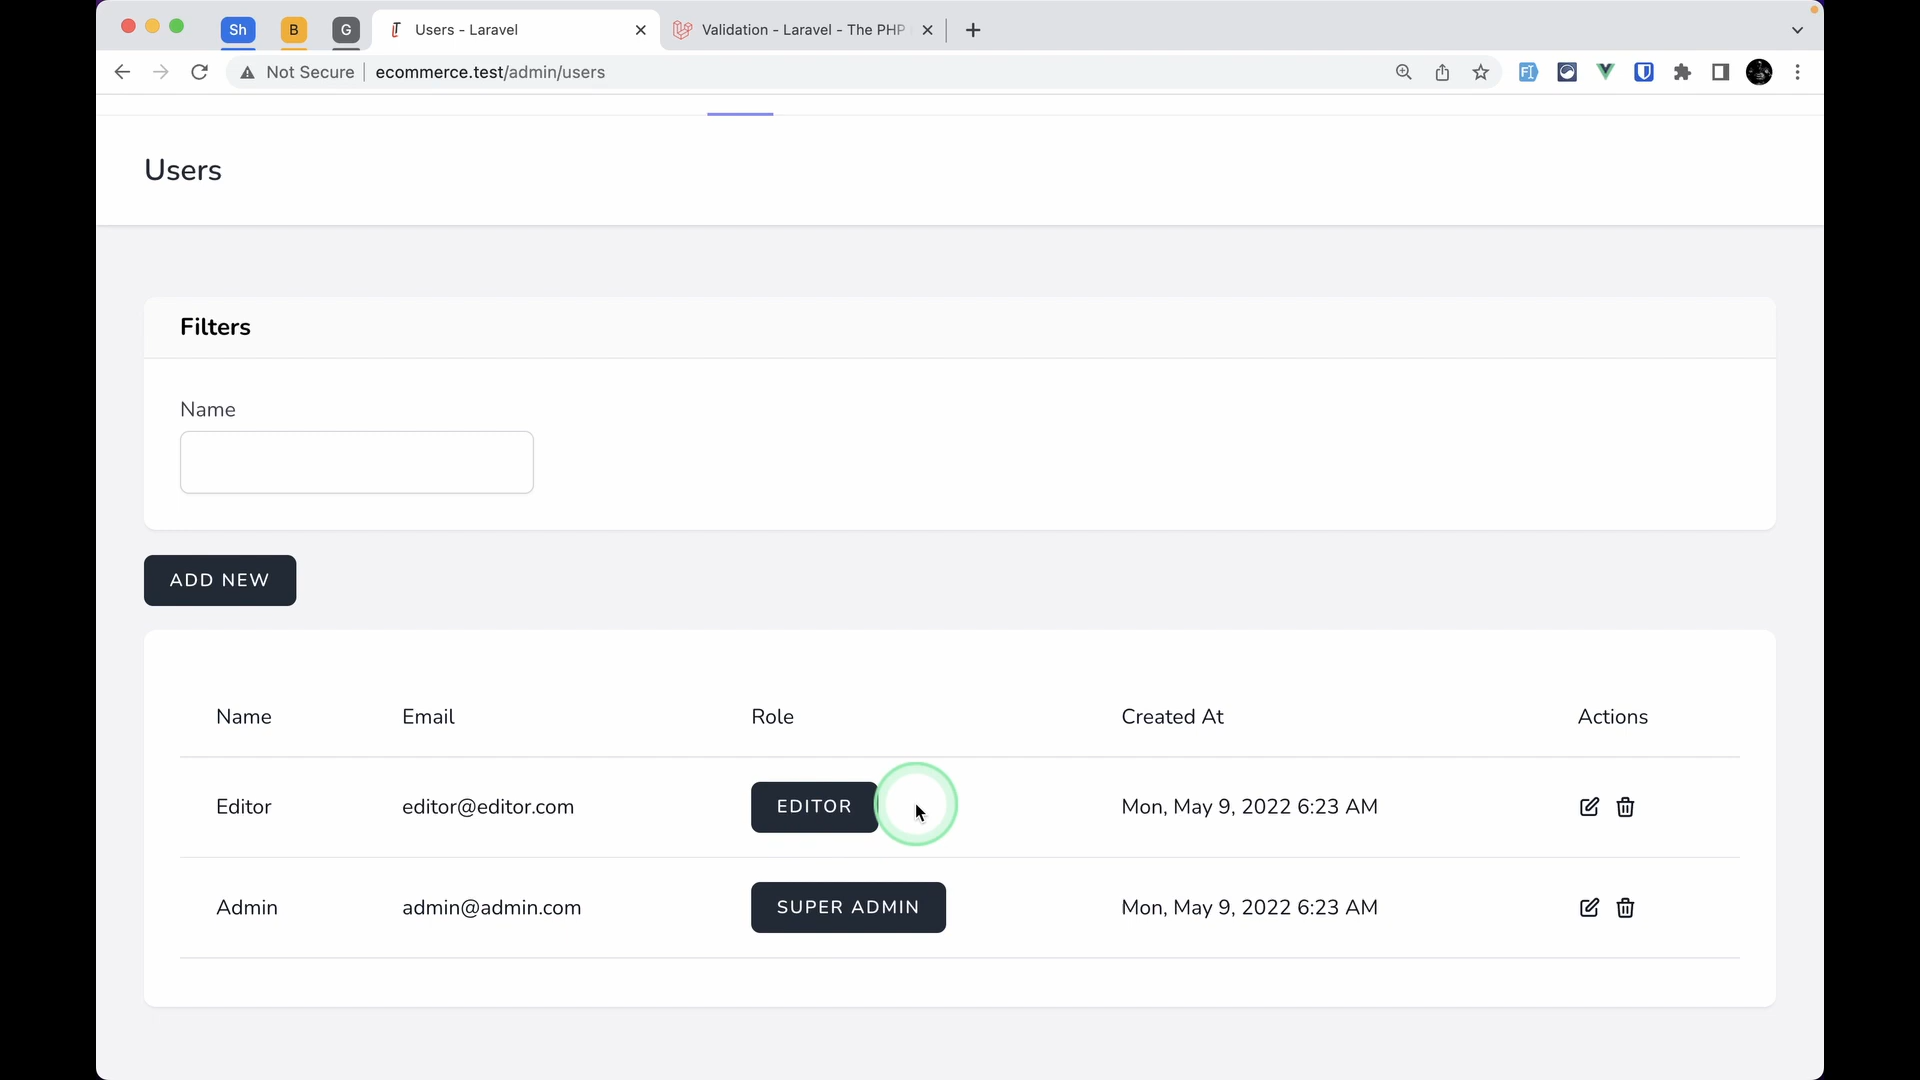 Sh
B
G
Users - Laravel
Validation - Laravel - The PHP
Not Secure
ecommerce.test/admin/users
Users
Filters
Name
ADD NEW
Name Email Role Created At Actions
Editor editor@editor.com EDITOR Mon, May 9, 2022 6:23 AM
Admin admin@admin.com SUPER ADMIN Mon, May 9, 2022 6:23 AM